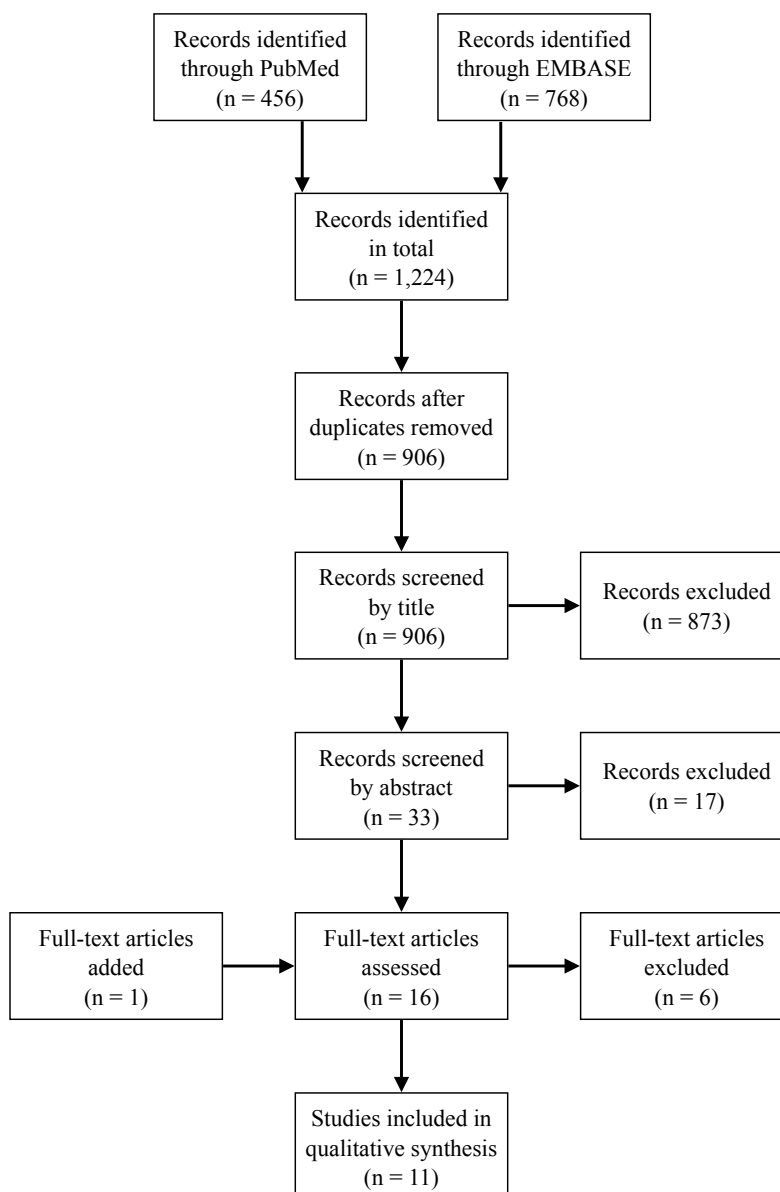 Records identified
through PubMed
(n = 456)
Records identified
through EMBASE
(n = 768)
Records identified
in total
(n = 1,224)
Records after
duplicates removed
(n = 906)
Records screened
by title
(n = 906)
Records excluded
(n = 873)
Records screened
by abstract
(n = 33)
Records excluded
(n = 17)
Full-text articles
added
(n = 1)
Full-text articles
assessed
(n = 16)
Full-text articles
excluded
(n = 6)
Studies included in
qualitative synthesis
(n = 11)